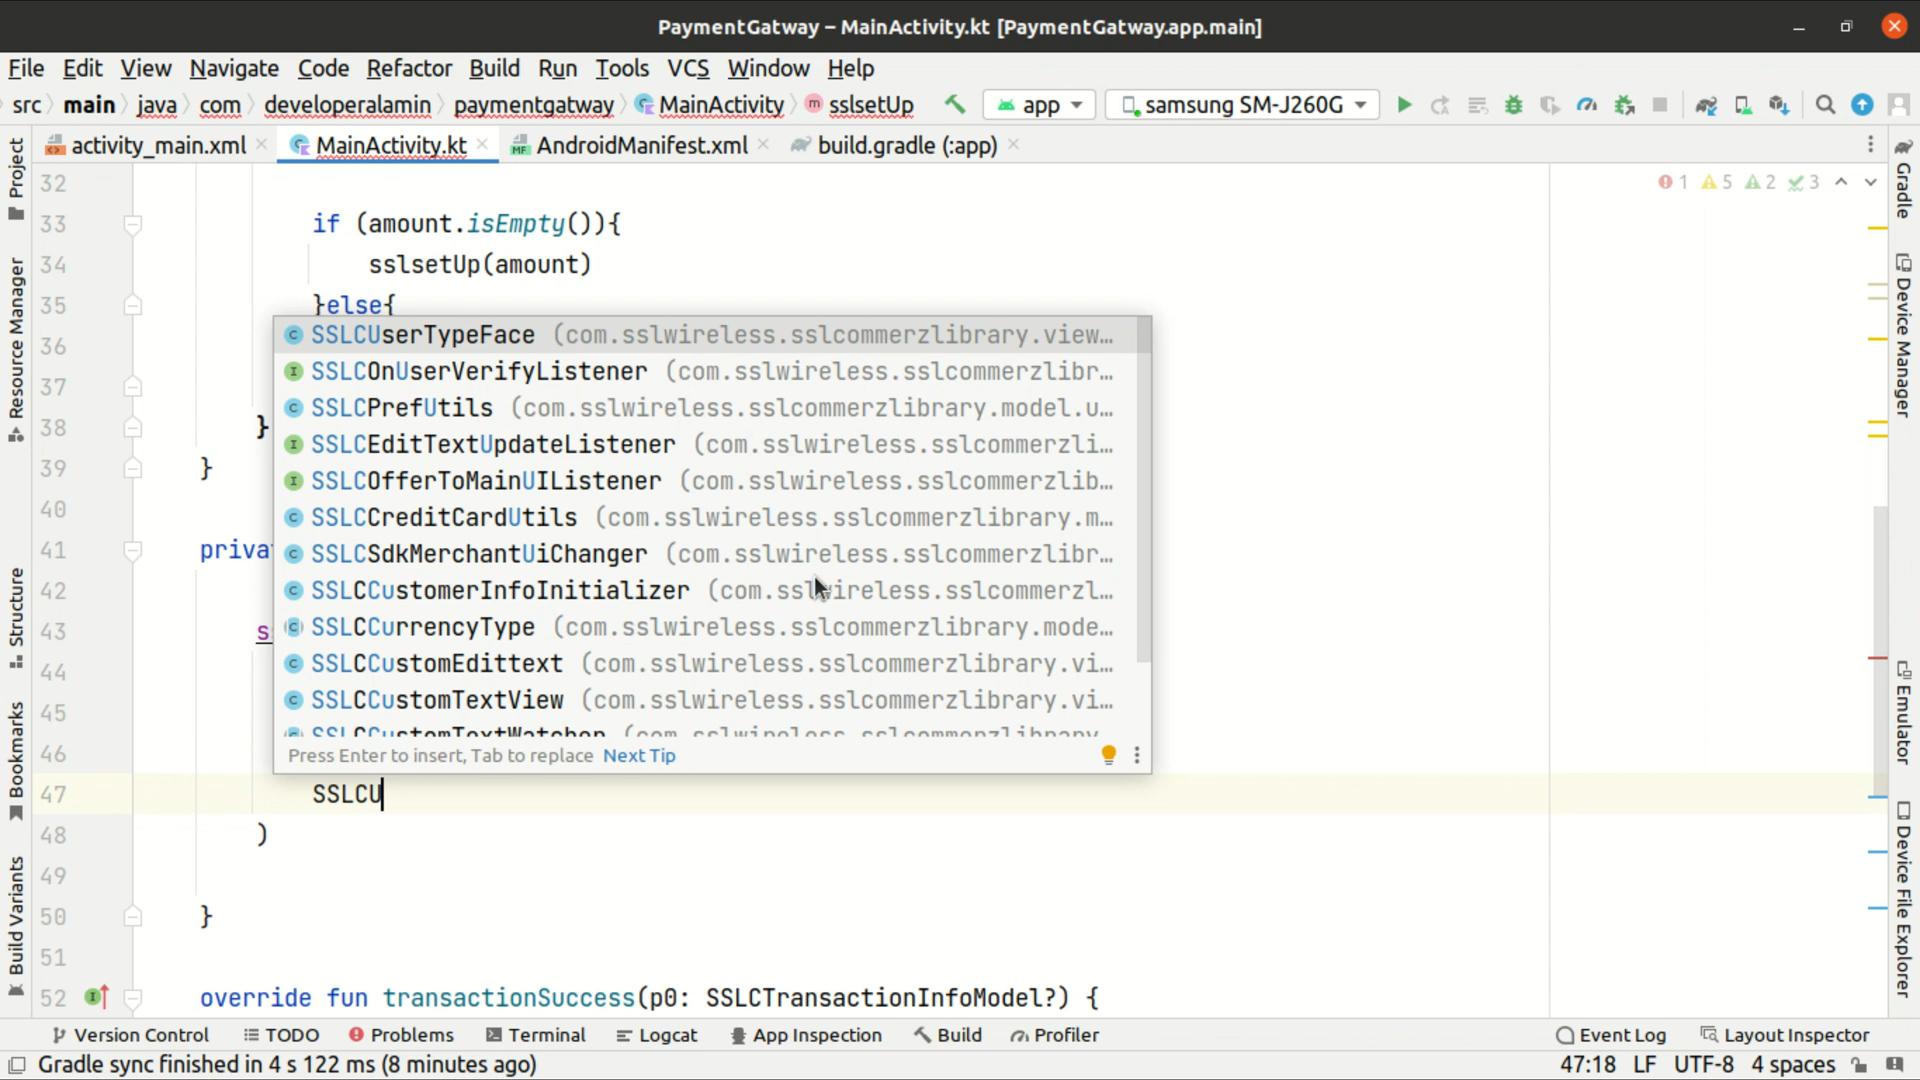 PaymentGatway – MainActivity.kt [PaymentGatway.app.main]
File Edit View Navigate Code Refactor Build Run Tools VCS Window Help
src main java com developeralamin paymentgatway MainActivity sslsetUp app samsung SM-J260G
activity_main.xml MainActivity.kt AndroidManifest.xml build.gradle (:app)
Project
Resource Manager
Structure
Bookmarks
Build Variants
1 5 2 3
32
33 if (amount.isEmpty()){
34 sslsetUp(amount)
35 }else{
36
37
38 }
39 }
40
41 priva
42
43 s
44
45
46
SSLCUserTypeFace (com.sslwireless.sslcommerzlibrary.view…
SSLCOnUserVerifyListener (com.sslwireless.sslcommerzlibr…
SSLCPrefUtils (com.sslwireless.sslcommerzlibrary.model.u…
SSLCEditTextUpdateListener (com.sslwireless.sslcommerzli…
SSLCOfferToMainUIListener (com.sslwireless.sslcommerzlib…
SSLCCreditCardUtils (com.sslwireless.sslcommerzlibrary.m…
SSLCSdkMerchantUiChanger (com.sslwireless.sslcommerzlibr…
SSLCCustomerInfoInitializer (com.sslwireless.sslcommerzl…
SSLCCurrencyType (com.sslwireless.sslcommerzlibrary.mode…
SSLCCustomEdittext (com.sslwireless.sslcommerzlibrary.vi…
SSLCCustomTextView (com.sslwireless.sslcommerzlibrary.vi…
SSLCCustomTextWatcher (com.sslwireless.sslcommerzlibrary
Press Enter to insert, Tab to replace Next Tip
47 SSLCU
48 )
49
50 }
51
52 override fun transactionSuccess(p0: SSLCTransactionInfoModel?) {
Gradle
Device Manager
Emulator
Device File Explorer
Version Control TODO Problems Terminal Logcat App Inspection Build Profiler Event Log Layout Inspector
Gradle sync finished in 4 s 122 ms (8 minutes ago) 47:18 LF UTF-8 4 spaces